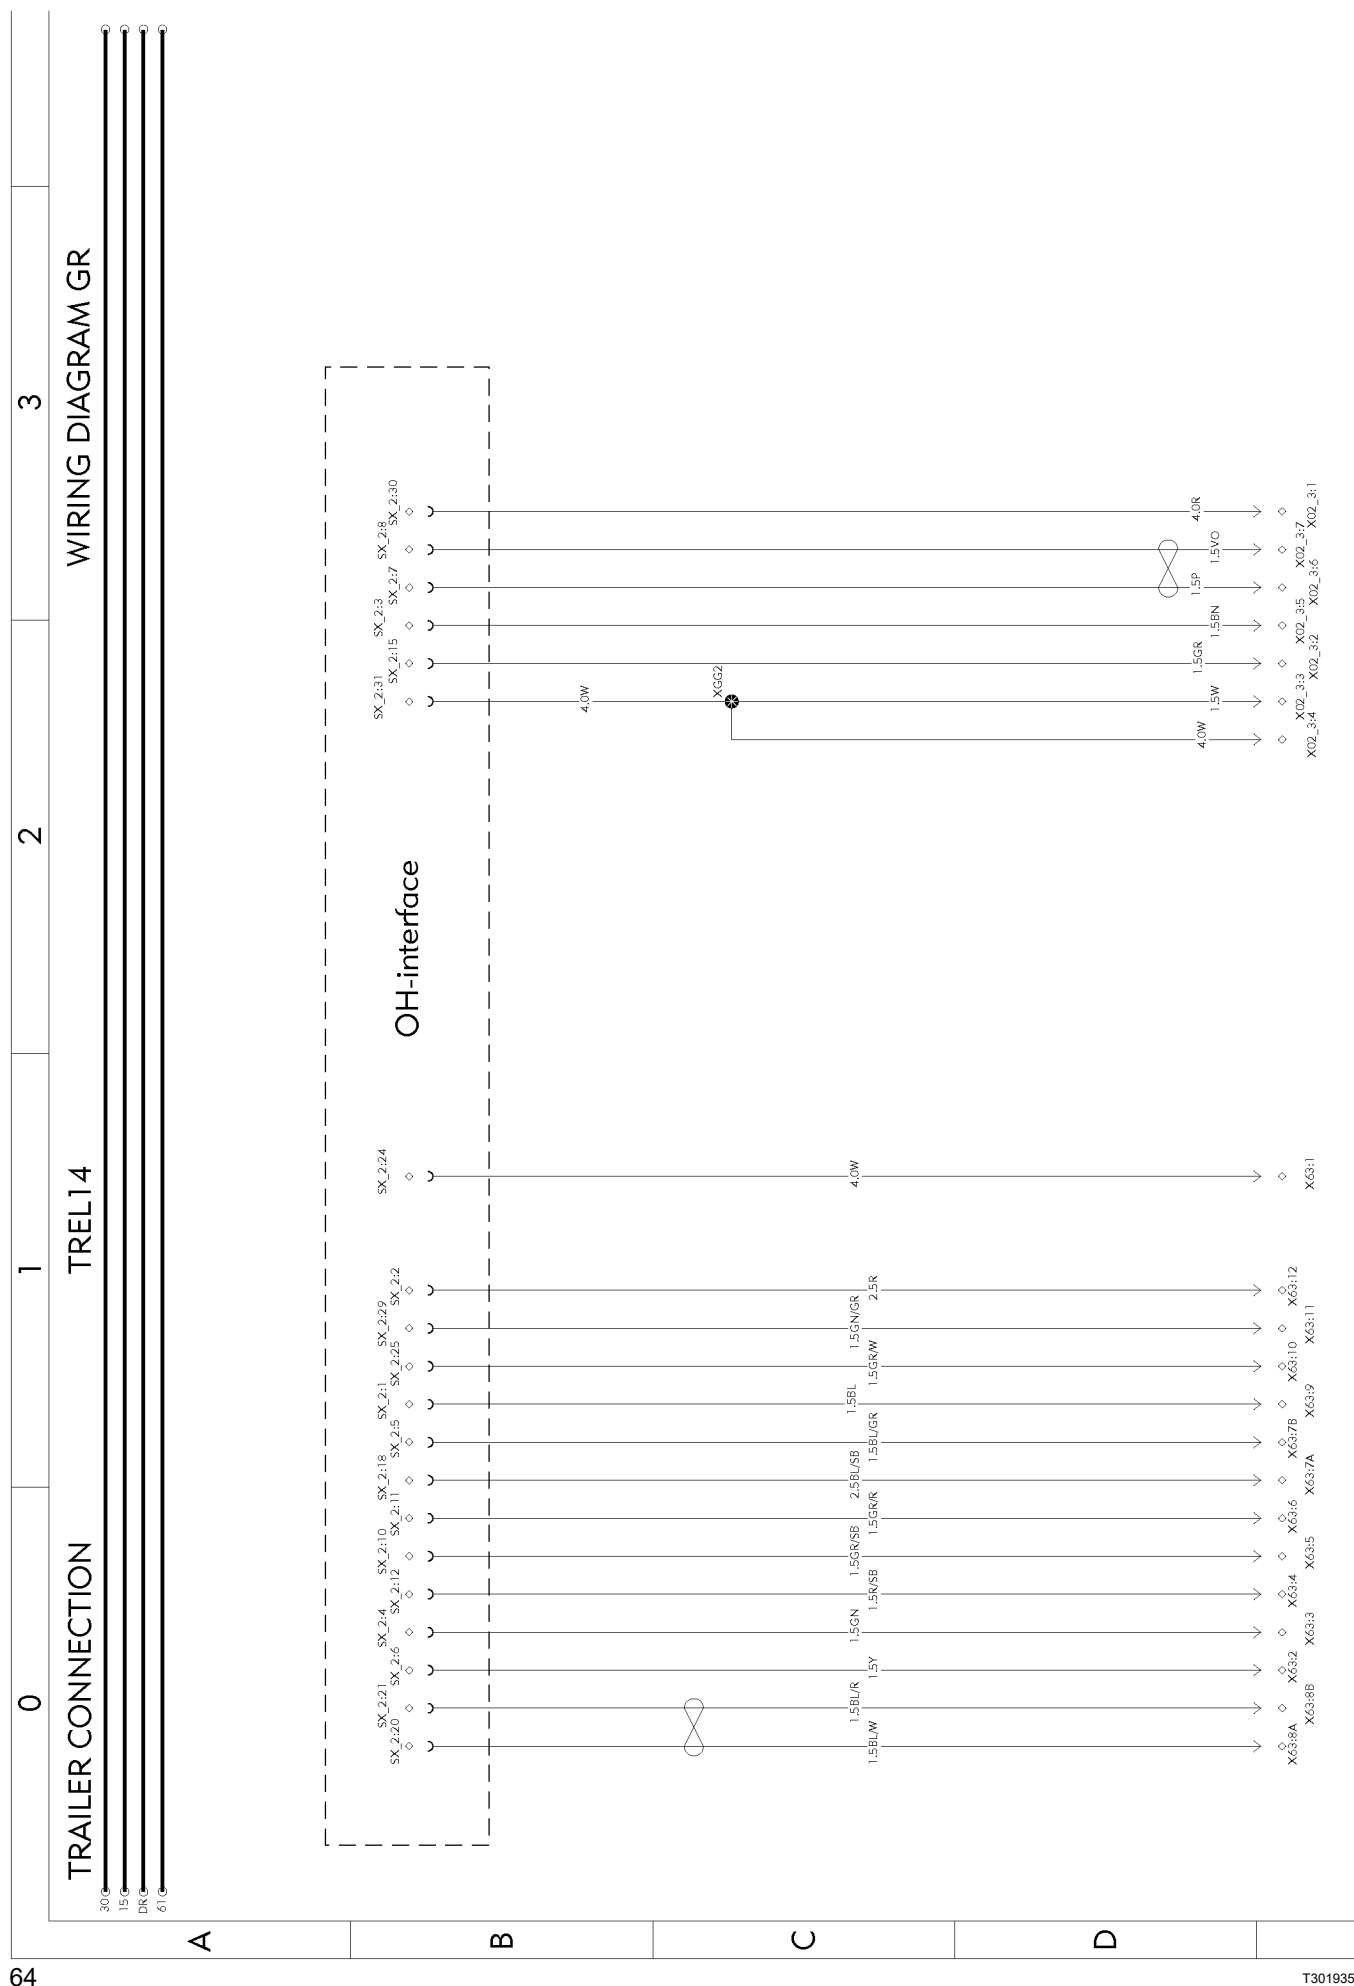 0
1
2
3
TRAILER CONNECTION
TREL14
WIRING DIAGRAM GR
30
15
DR
61
A
B
C
D
SX_2:20
SX_2:21
SX_2:6
SX_2:4
SX_2:12
SX_2:10
SX_2:11
SX_2:18
SX_2:5
SX_2:1
SX_2:25
SX_2:29
SX_2:2
SX_2:24
SX_2:31
SX_2:15
SX_2:3
SX_2:7
SX_2:8
SX_2:30
OH-interface
4.0W
XGG2
1.5BL/W
1.5BL/R
1.5Y
1.5GN
1.5R/SB
1.5GR/SB
1.5GR/R
2.5BL/SB
1.5BL/GR
1.5BL
1.5GR/W
1.5GN/GR
2.5R
4.0W
4.0W
1.5W
1.5GR
1.5BN
1.5P
1.5VO
4.0R
X63:8A
X63:8B
X63:2
X63:3
X63:4
X63:5
X63:6
X63:7A
X63:7B
X63:9
X63:10
X63:11
X63:12
X63:1
X02_3:4
X02_3:3
X02_3:2
X02_3:5
X02_3:6
X02_3:7
X02_3:1
64
T301935